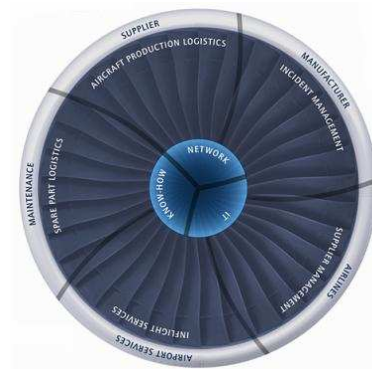 SUPPLIER
AIRCRAFT PRODUCTION LOGISTICS
MANUFACTURER
INCIDENT MANAGEMENT
NETWORK
KNOW-HOW
IT
MAINTENANCE
SPARE PART LOGISTICS
AIRLINES
SUPPLIER MANAGEMENT
INFLIGHT SERVICES
AIRPORT SERVICES